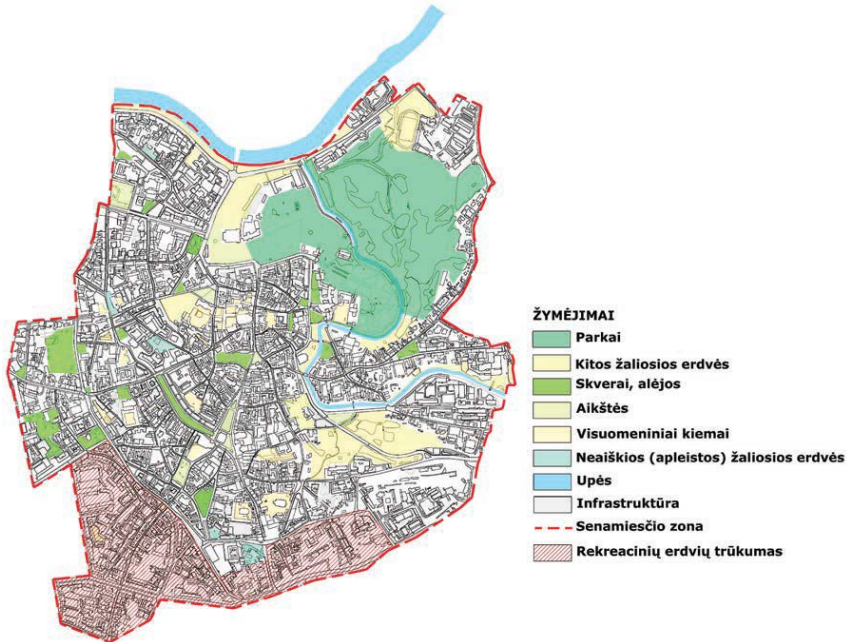 ŽYMĖJIMAI
Parkai
Kitos žaliosios erdvės
Skverai, alėjos
Aikštės
Visuomeniniai kiemai
Neaiškios (apleistos) žaliosios erdvės
Upės
Infrastruktūra
Senamiesčio zona
Rekreacinių erdvių trūkumas